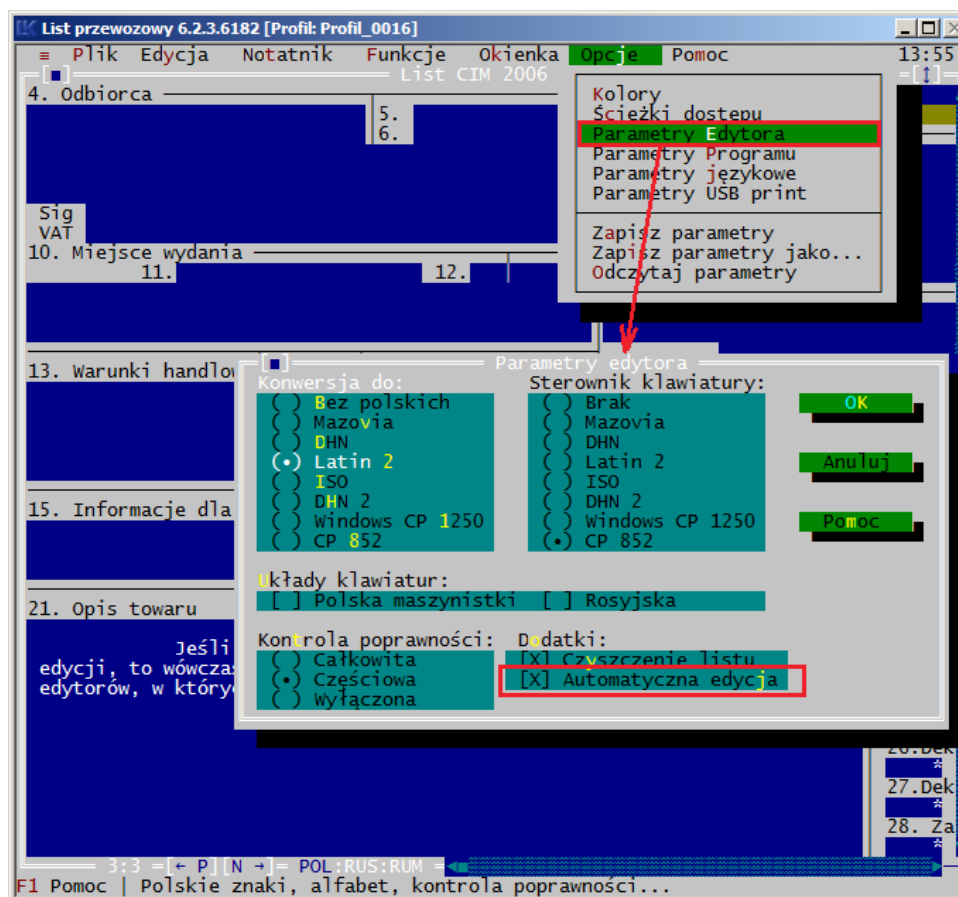 List przewozowy 6.2.3.6182 [Profil: Profil_0016]
≡ Plik Edycja Notatnik Funkcje Okienka Opcje Pomoc 13:55
List CIM 2006
4. Odbiorca
5.
6.
Kolory
Ścieżki dostępu
Parametry Edytora
Parametry Programu
Parametry językowe
Parametry USB print
Zapisz parametry
Zapisz parametry jako...
Odczytaj parametry
Sig
VAT
10. Miejsce wydania
11. 12.
13. Warunki handlow
Parametry edytora
Konwersja do: Sterownik klawiatury:
( ) Bez polskich ( ) Brak OK
( ) Mazovia ( ) Mazovia
( ) DHN ( ) DHN
(•) Latin 2 ( ) Latin 2 Anuluj
( ) ISO ( ) ISO
( ) DHN 2 ( ) DHN 2
( ) Windows CP 1250 ( ) Windows CP 1250 Pomoc
( ) CP 852 (•) CP 852
Układy klawiatur:
[ ] Polska maszynistki [ ] Rosyjska
Kontrola poprawności: Dodatki:
( ) Całkowita [X] Czyszczenie listu
(•) Częściowa [X] Automatyczna edycja
( ) Wyłączona
15. Informacje dla
21. Opis towaru
Jeśli
edycji, to wówczas
edytorów, w któryc
26.Dek
27.Dek
28. Za
3:3 =[← P][N →]= POL:RUS:RUM =
F1 Pomoc | Polskie znaki, alfabet, kontrola poprawności...